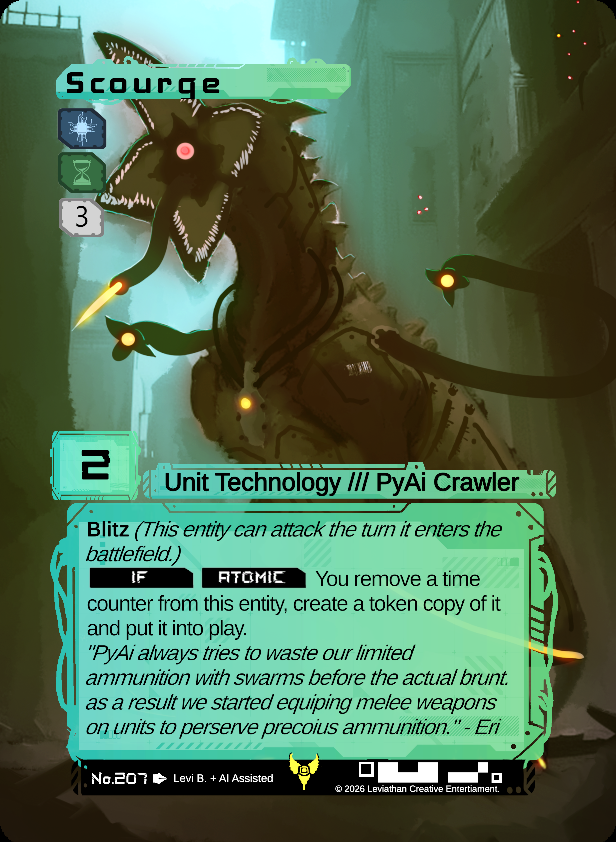 Scourge
3
2
Unit Technology /// PyAi Crawler
Blitz (This entity can attack the turn it enters the
battlefield.)
IF ATOMIC You remove a time
counter from this entity, create a token copy of it
and put it into play.
"PyAi always tries to waste our limited
ammunition with swarms before the actual brunt.
as a result we started equiping melee weapons
on units to perserve precoius ammunition." - Eri
No.207 Levi B. + AI Assisted
© 2026 Leviathan Creative Entertiament.